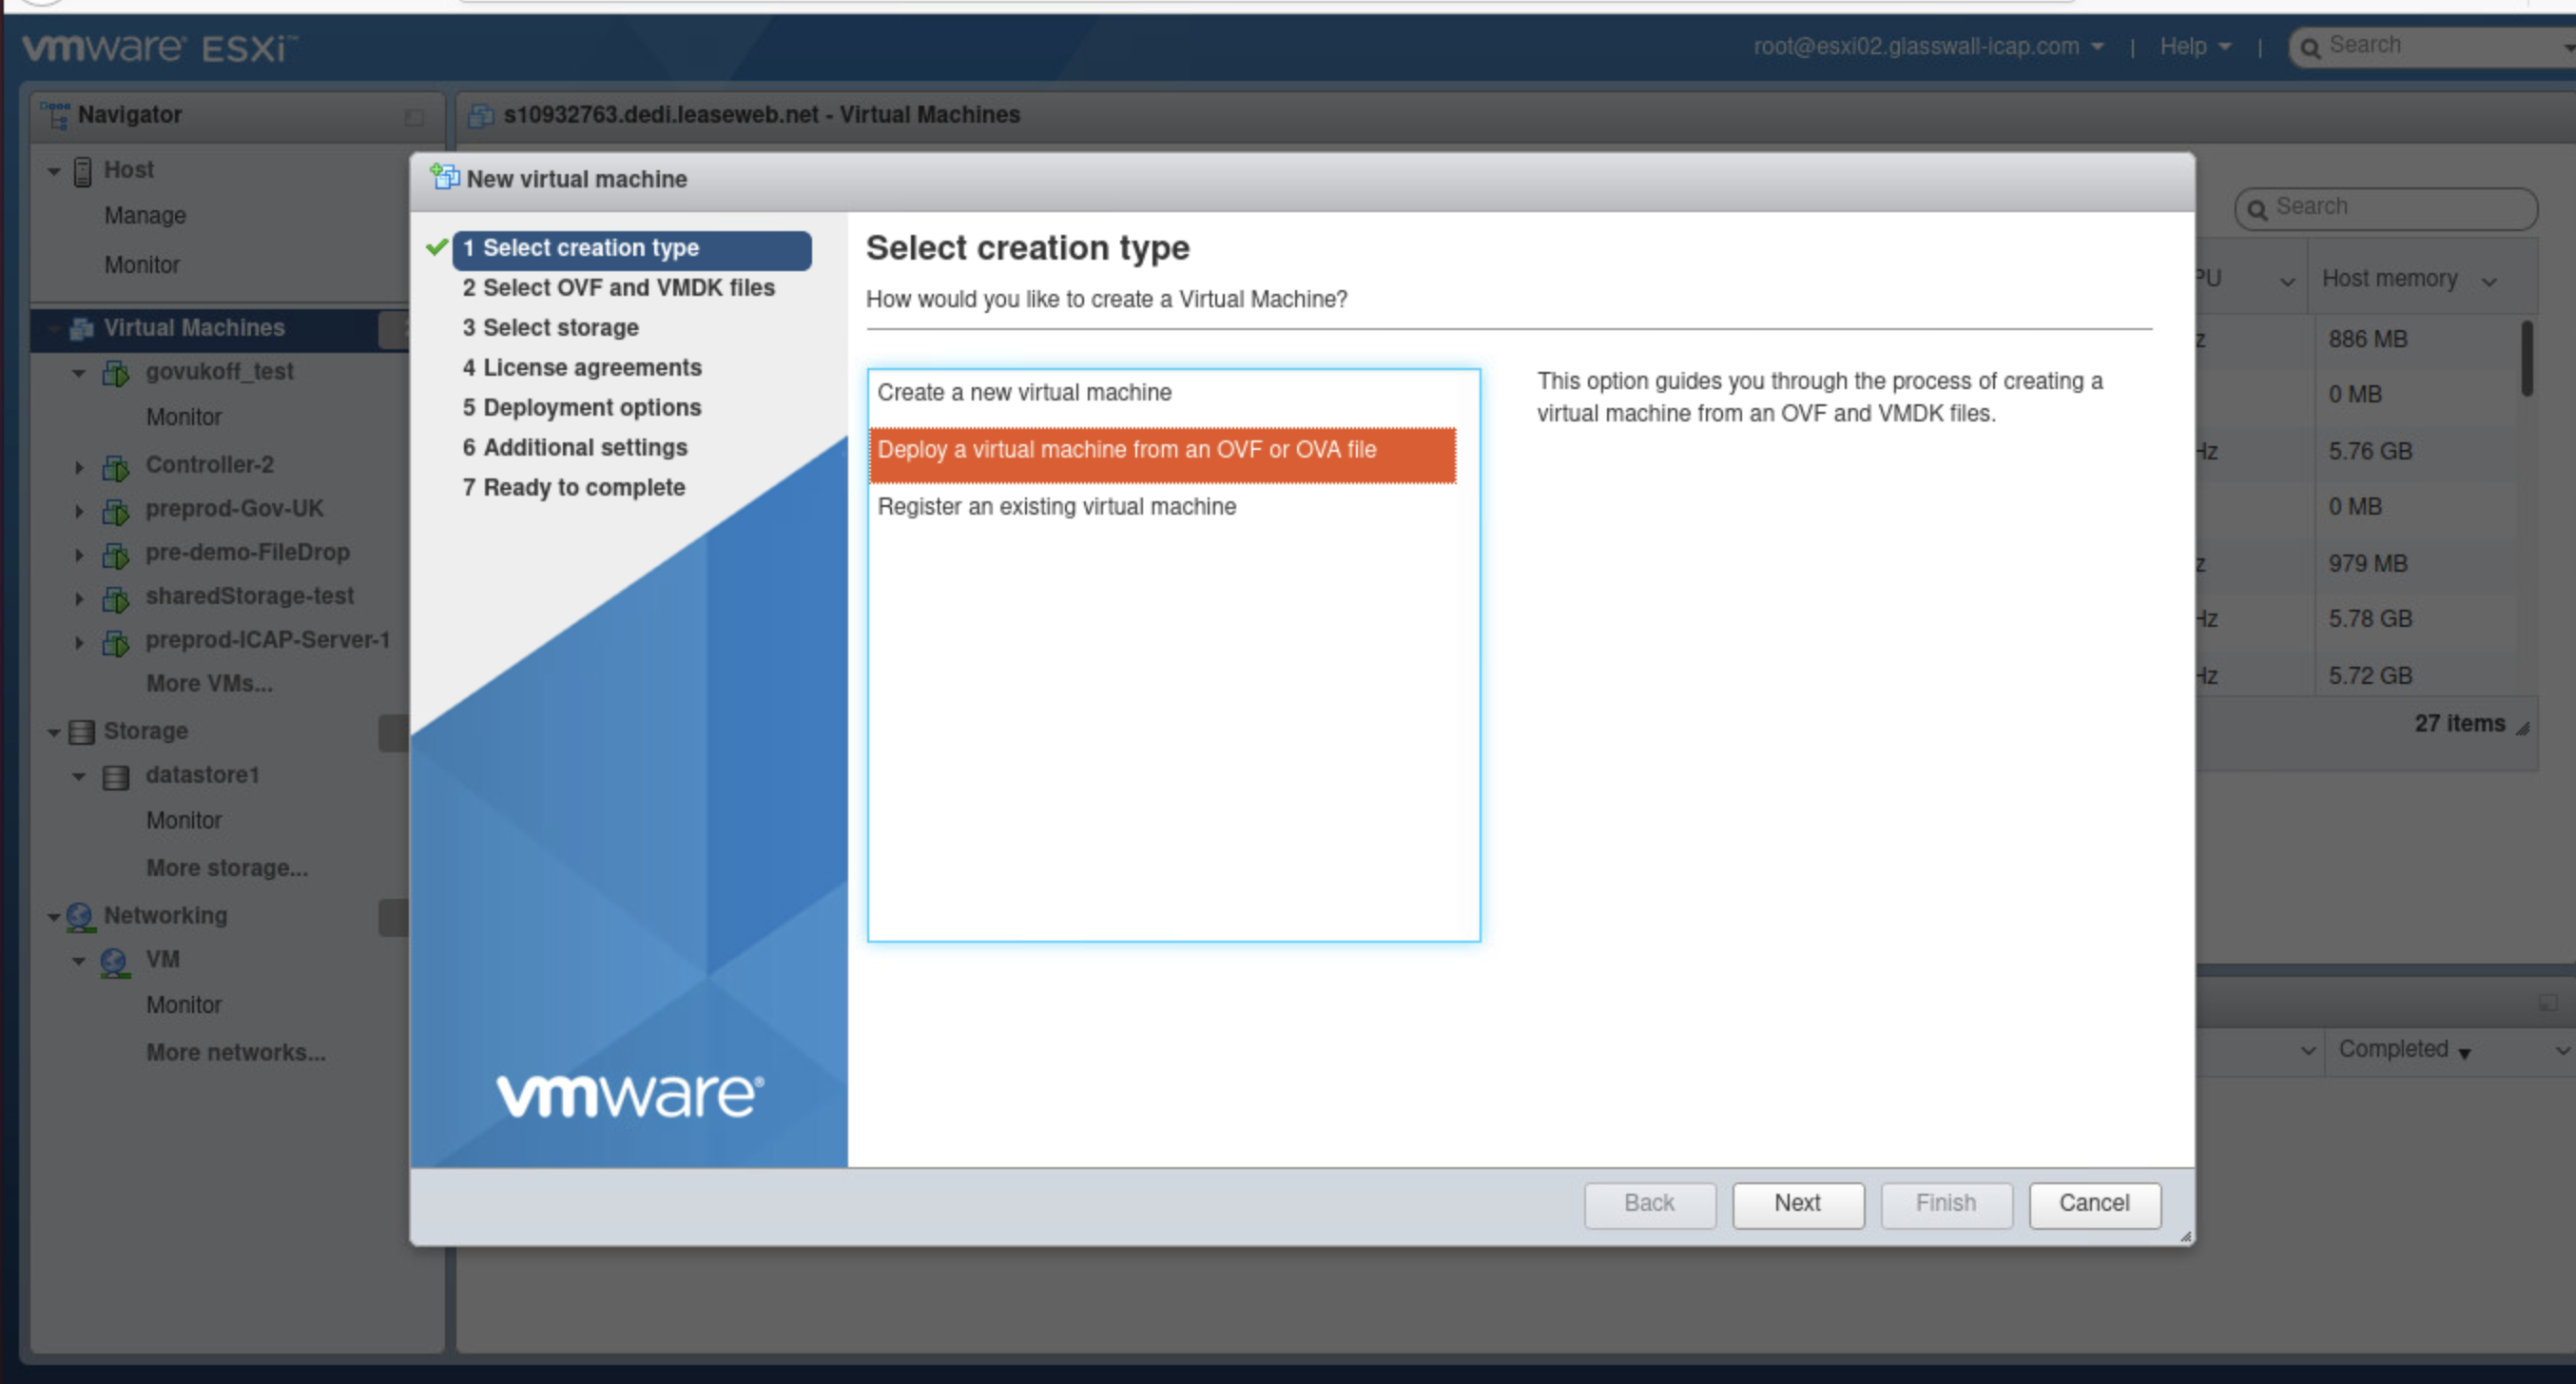 vmware® ESXi™
root@esxi02.glasswall-icap.com | Help | Search
Navigator
Host
Manage
Monitor
Virtual Machines
govukoff_test
Monitor
Controller-2
preprod-Gov-UK
pre-demo-FileDrop
sharedStorage-test
preprod-ICAP-Server-1
More VMs...
Storage
datastore1
Monitor
More storage...
Networking
VM
Monitor
More networks...
s10932763.dedi.leaseweb.net - Virtual Machines
New virtual machine
1 Select creation type
2 Select OVF and VMDK files
3 Select storage
4 License agreements
5 Deployment options
6 Additional settings
7 Ready to complete
vmware®
Select creation type
How would you like to create a Virtual Machine?
Create a new virtual machine
Deploy a virtual machine from an OVF or OVA file
Register an existing virtual machine
This option guides you through the process of creating a
virtual machine from an OVF and VMDK files.
Back Next Finish Cancel
Search
Host memory
886 MB
0 MB
5.76 GB
0 MB
979 MB
5.78 GB
5.72 GB
27 items
Completed